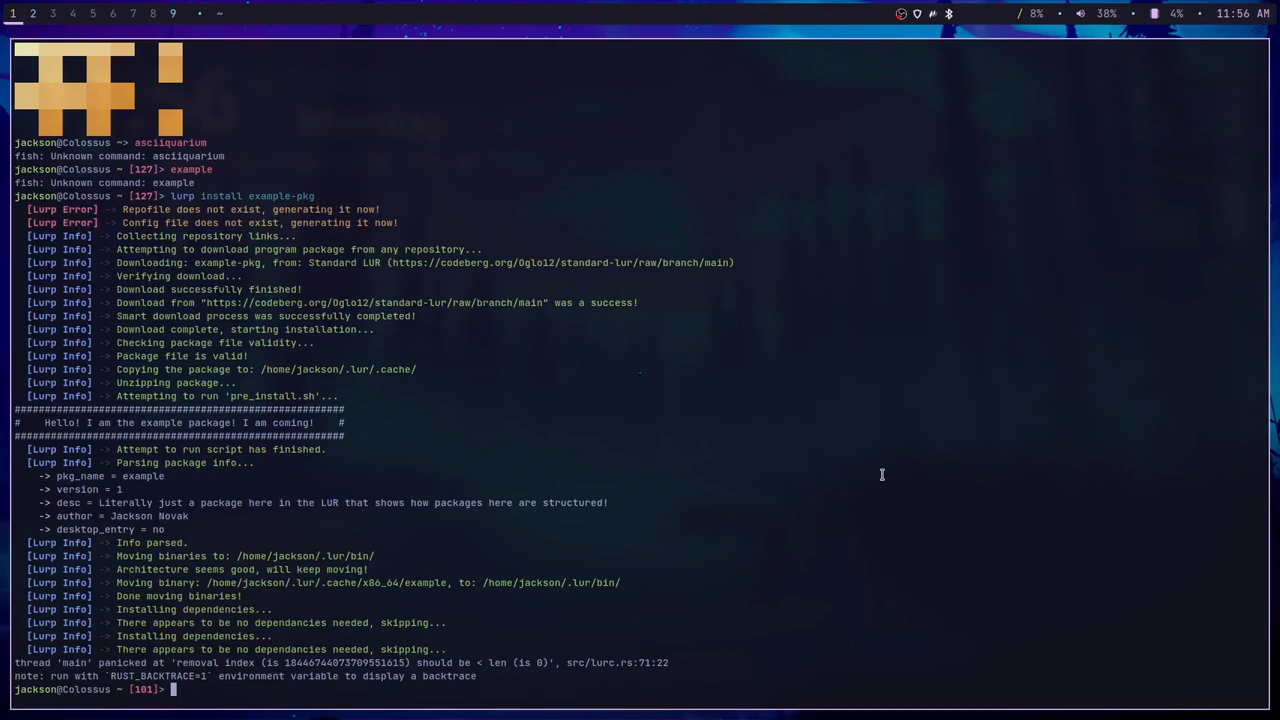 1 2 3 4 5 6 7 8 9 • ~ / 8% • 38% • 4% • 11:56 AM
jackson@Colossus ~> asciiquarium
fish: Unknown command: asciiquarium
jackson@Colossus ~ [127]> example
fish: Unknown command: example
jackson@Colossus ~ [127]> lurp install example-pkg
[Lurp Error] -> Repofile does not exist, generating it now!
[Lurp Error] -> Config file does not exist, generating it now!
[Lurp Info] -> Collecting repository links...
[Lurp Info] -> Attempting to download program package from any repository...
[Lurp Info] -> Downloading: example-pkg, from: Standard LUR (https://codeberg.org/Oglo12/standard-lur/raw/branch/main)
[Lurp Info] -> Verifying download...
[Lurp Info] -> Download successfully finished!
[Lurp Info] -> Download from "https://codeberg.org/Oglo12/standard-lur/raw/branch/main" was a success!
[Lurp Info] -> Smart download process was successfully completed!
[Lurp Info] -> Download complete, starting installation...
[Lurp Info] -> Checking package file validity...
[Lurp Info] -> Package file is valid!
[Lurp Info] -> Copying the package to: /home/jackson/.lur/.cache/
[Lurp Info] -> Unzipping package...
[Lurp Info] -> Attempting to run 'pre_install.sh'...
#######################################################
#    Hello! I am the example package! I am coming!    #
#######################################################
[Lurp Info] -> Attempt to run script has finished.
[Lurp Info] -> Parsing package info...
-> pkg_name = example
-> version = 1
-> desc = Literally just a package here in the LUR that shows how packages here are structured!
-> author = Jackson Novak
-> desktop_entry = no
[Lurp Info] -> Info parsed.
[Lurp Info] -> Moving binaries to: /home/jackson/.lur/bin/
[Lurp Info] -> Architecture seems good, will keep moving!
[Lurp Info] -> Moving binary: /home/jackson/.lur/.cache/x86_64/example, to: /home/jackson/.lur/bin/
[Lurp Info] -> Done moving binaries!
[Lurp Info] -> Installing dependencies...
[Lurp Info] -> There appears to be no dependancies needed, skipping...
[Lurp Info] -> Installing dependencies...
[Lurp Info] -> There appears to be no dependancies needed, skipping...
thread 'main' panicked at 'removal index (is 18446744073709551615) should be < len (is 0)', src/lurc.rs:71:22
note: run with `RUST_BACKTRACE=1` environment variable to display a backtrace
jackson@Colossus ~ [101]>